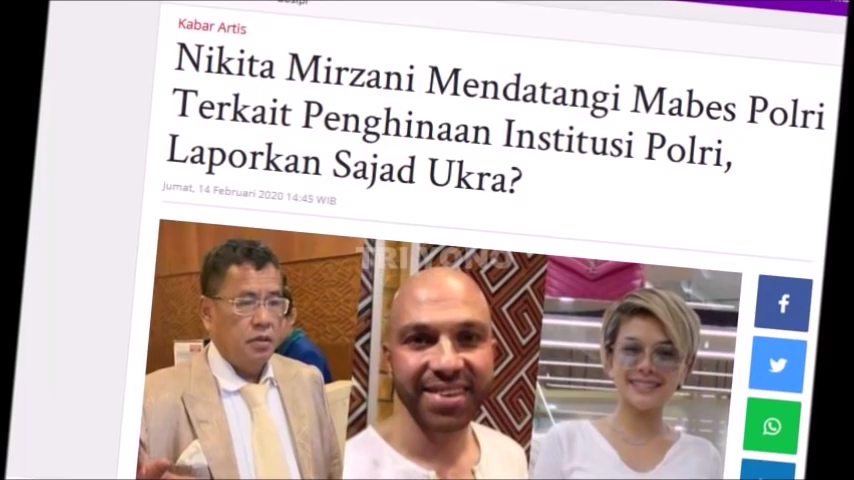 Kabar Artis
Nikita Mirzani Mendatangi Mabes Polri
Terkait Penghinaan Institusi Polri,
Laporkan Sajad Ukra?
Jumat, 14 Februari 2020 14:45 WIB